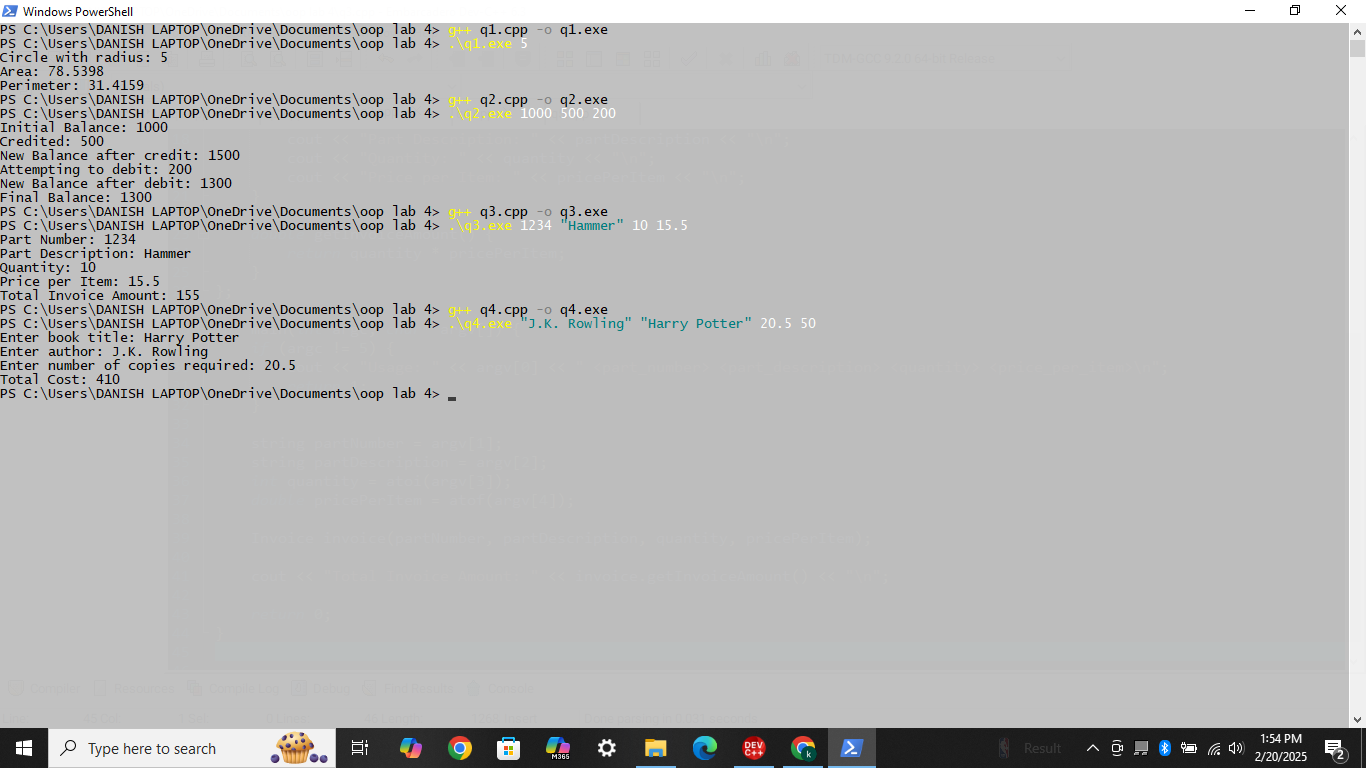 Windows PowerShell
PS C:\Users\DANISH LAPTOP\OneDrive\Documents\oop lab 4> g++ q1.cpp -o q1.exe
PS C:\Users\DANISH LAPTOP\OneDrive\Documents\oop lab 4> .\q1.exe 5
Circle with radius: 5
Area: 78.5398
Perimeter: 31.4159
PS C:\Users\DANISH LAPTOP\OneDrive\Documents\oop lab 4> g++ q2.cpp -o q2.exe
PS C:\Users\DANISH LAPTOP\OneDrive\Documents\oop lab 4> .\q2.exe 1000 500 200
Initial Balance: 1000
Credited: 500
New Balance after credit: 1500
Attempting to debit: 200
New Balance after debit: 1300
Final Balance: 1300
PS C:\Users\DANISH LAPTOP\OneDrive\Documents\oop lab 4> g++ q3.cpp -o q3.exe
PS C:\Users\DANISH LAPTOP\OneDrive\Documents\oop lab 4> .\q3.exe 1234 "Hammer" 10 15.5
Part Number: 1234
Part Description: Hammer
Quantity: 10
Price per Item: 15.5
Total Invoice Amount: 155
PS C:\Users\DANISH LAPTOP\OneDrive\Documents\oop lab 4> g++ q4.cpp -o q4.exe
PS C:\Users\DANISH LAPTOP\OneDrive\Documents\oop lab 4> .\q4.exe "J.K. Rowling" "Harry Potter" 20.5 50
Enter book title: Harry Potter
Enter author: J.K. Rowling
Enter number of copies required: 20.5
Total Cost: 410
PS C:\Users\DANISH LAPTOP\OneDrive\Documents\oop lab 4>
Type here to search
M365
DEV C++
k
Result
1:54 PM
2/20/2025
2